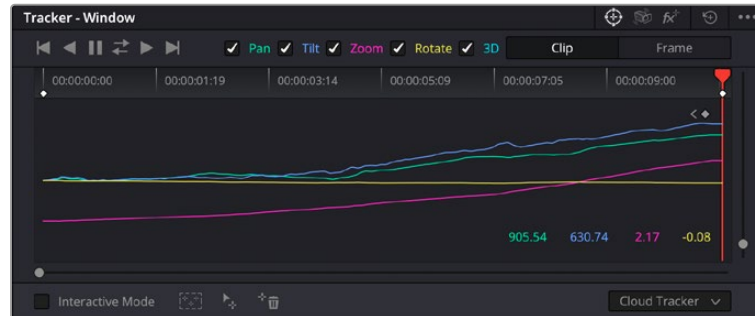 Tracker - Window
fx
Pan Tilt Zoom Rotate 3D Clip Frame
00:00:00:00 00:00:01:19 00:00:03:14 00:00:05:09 00:00:07:05 00:00:09:00
905.54 630.74 2.17 -0.08
Interactive Mode Cloud Tracker